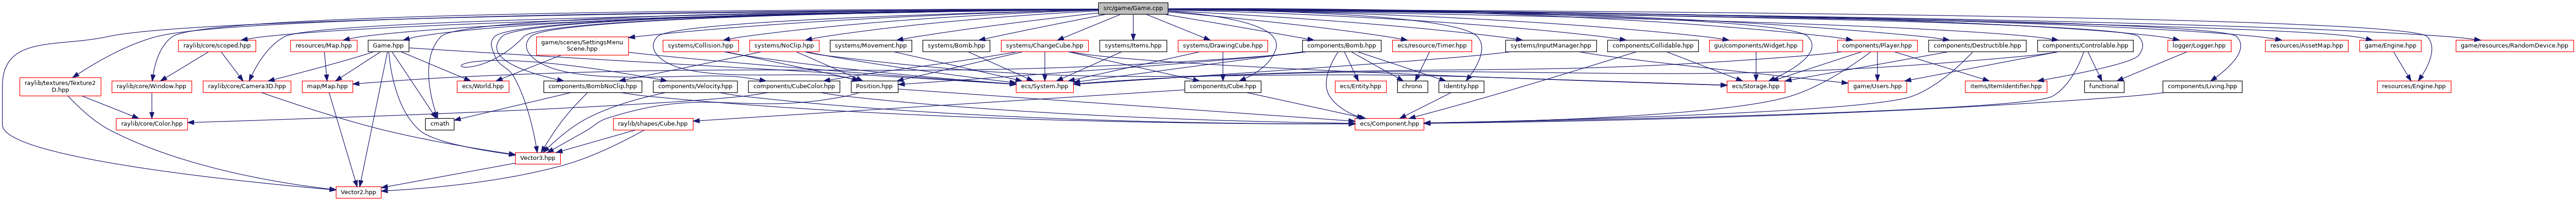 src/game/Game.cpp
raylib/core/scoped.hpp
resources/Map.hpp
Game.hpp
game/scenes/SettingsMenu
Scene.hpp
systems/Collision.hpp
systems/NoClip.hpp
systems/Movement.hpp
systems/Bomb.hpp
systems/ChangeCube.hpp
systems/Items.hpp
systems/DrawingCube.hpp
components/Bomb.hpp
ecs/resource/Timer.hpp
systems/InputManager.hpp
components/Collidable.hpp
gui/components/Widget.hpp
components/Player.hpp
components/Destructible.hpp
components/Controlable.hpp
logger/Logger.hpp
resources/AssetMap.hpp
game/Engine.hpp
game/resources/RandomDevice.hpp
raylib/textures/Texture2
D.hpp
raylib/core/Window.hpp
raylib/core/Camera3D.hpp
map/Map.hpp
ecs/World.hpp
components/BombNoClip.hpp
components/Velocity.hpp
components/CubeColor.hpp
Position.hpp
ecs/System.hpp
components/Cube.hpp
ecs/Entity.hpp
chrono
Identity.hpp
ecs/Storage.hpp
game/Users.hpp
items/ItemIdentifier.hpp
functional
components/Living.hpp
resources/Engine.hpp
raylib/core/Color.hpp
cmath
raylib/shapes/Cube.hpp
ecs/Component.hpp
Vector3.hpp
Vector2.hpp